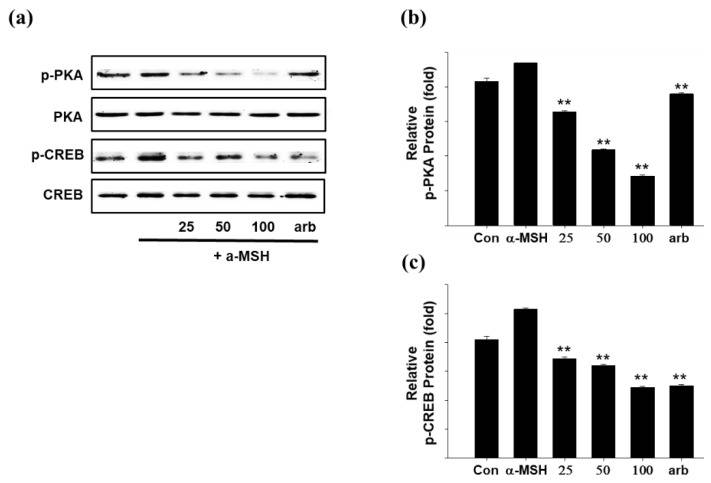 (a)
p-PKA
PKA
p-CREB
CREB
25 50 100 arb
+ a-MSH
(b)
Relative
p-PKA Protein (fold)
** ** ** **
Con α-MSH 25 50 100 arb
(c)
Relative
p-CREB Protein (fold)
** ** ** **
Con α-MSH 25 50 100 arb